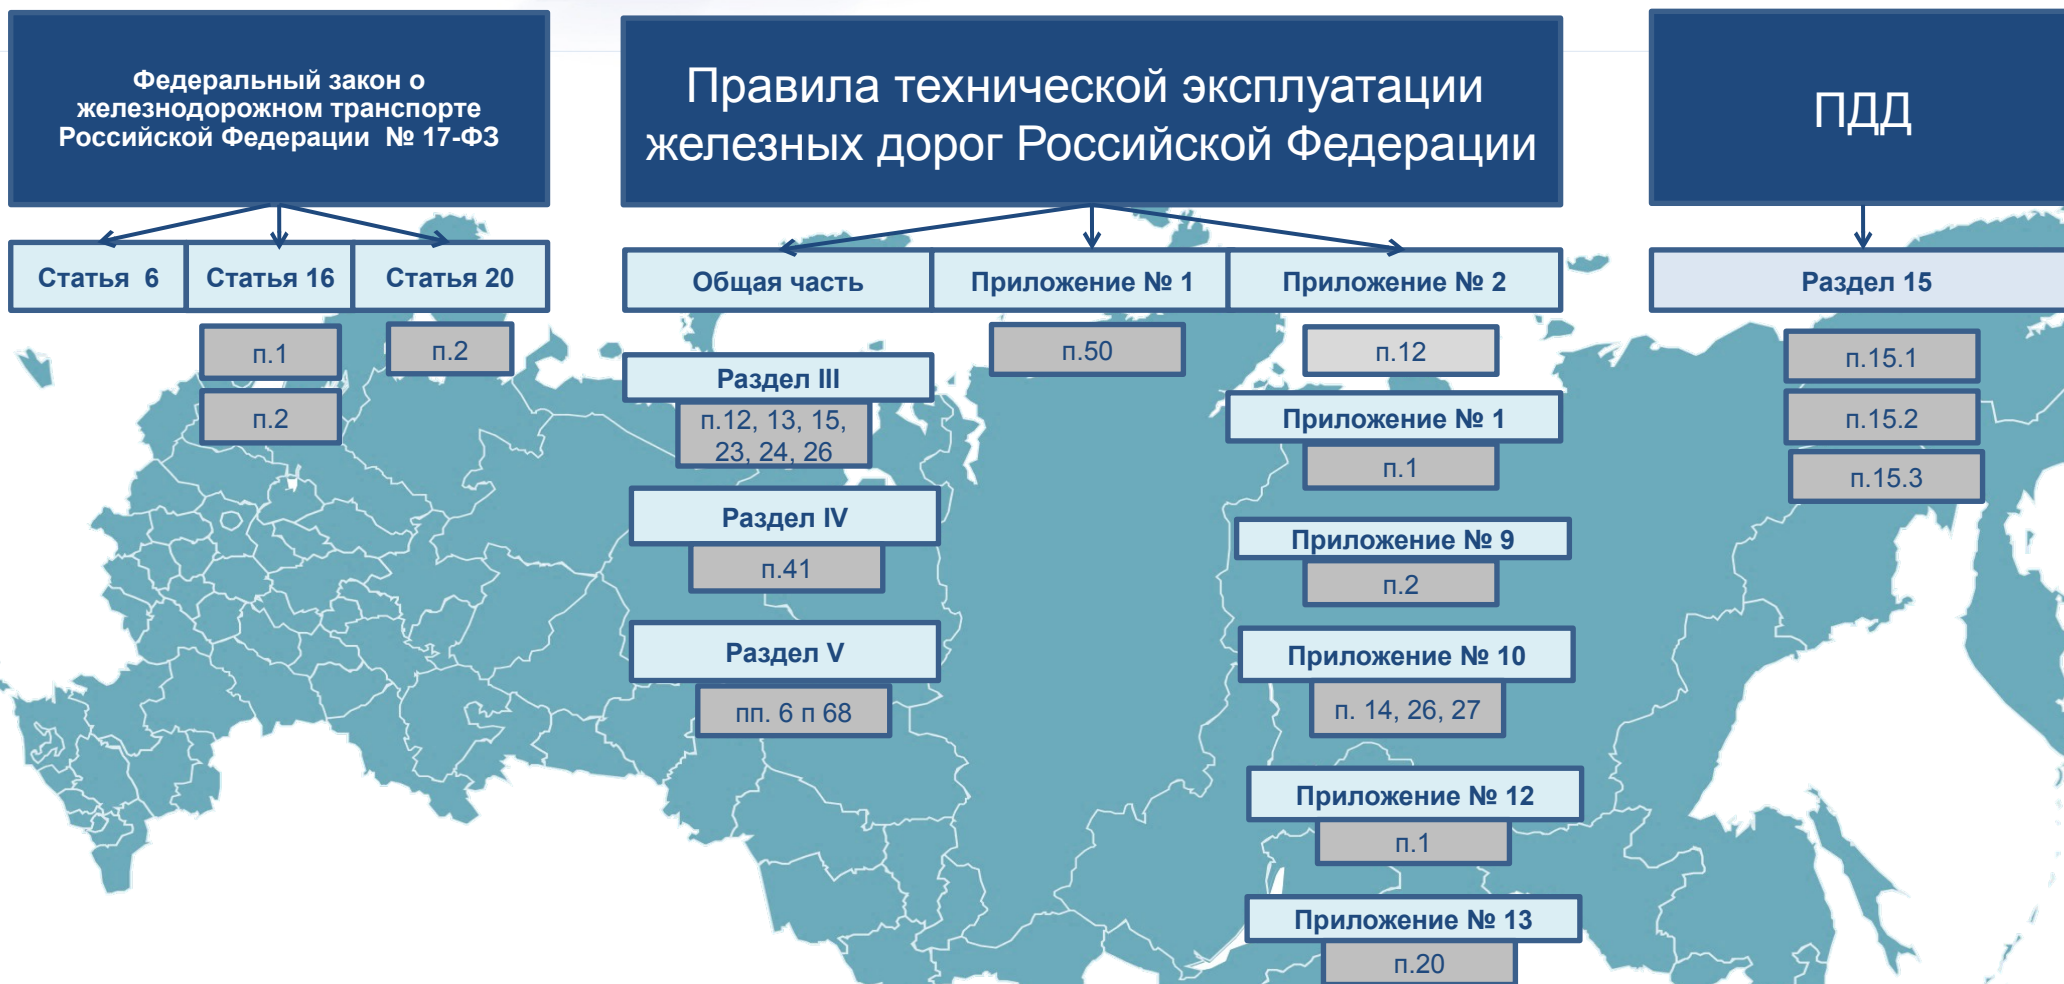 Федеральный закон о
железнодорожном транспорте
Российской Федерации № 17-ФЗ
Статья 6
Статья 16
Статья 20
п.1
п.2
п.2
Правила технической эксплуатации
железных дорог Российской Федерации
Общая часть
Приложение № 1
Приложение № 2
Раздел III
п.12, 13, 15,
23, 24, 26
Раздел IV
п.41
Раздел V
пп. 6 п 68
п.50
п.12
Приложение № 1
п.1
Приложение № 9
п.2
Приложение № 10
п. 14, 26, 27
Приложение № 12
п.1
Приложение № 13
п.20
ПДД
Раздел 15
п.15.1
п.15.2
п.15.3